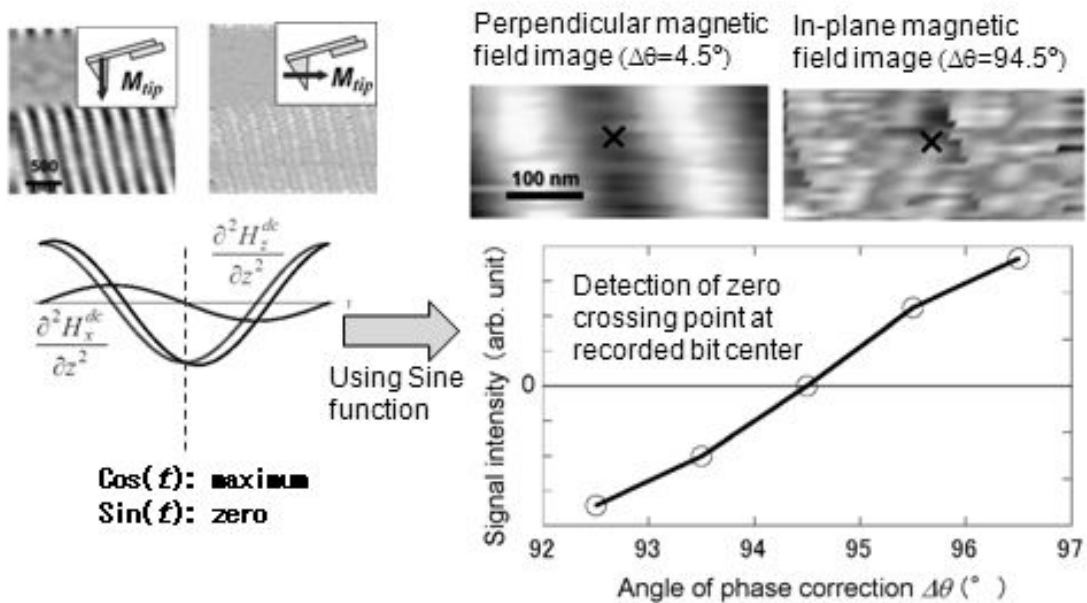 M_tip
M_tip
500
∂²H_z^dc / ∂z²
∂²H_x^dc / ∂z²
Cos(f): maximum
Sin(f): zero
Using Sine
function
Perpendicular magnetic
field image (Δθ=4.5°)
In-plane magnetic
field image (Δθ=94.5°)
100 nm
Detection of zero
crossing point at
recorded bit center
Signal intensity (arb. unit)
0
92 93 94 95 96 97
Angle of phase correction Δθ (°)